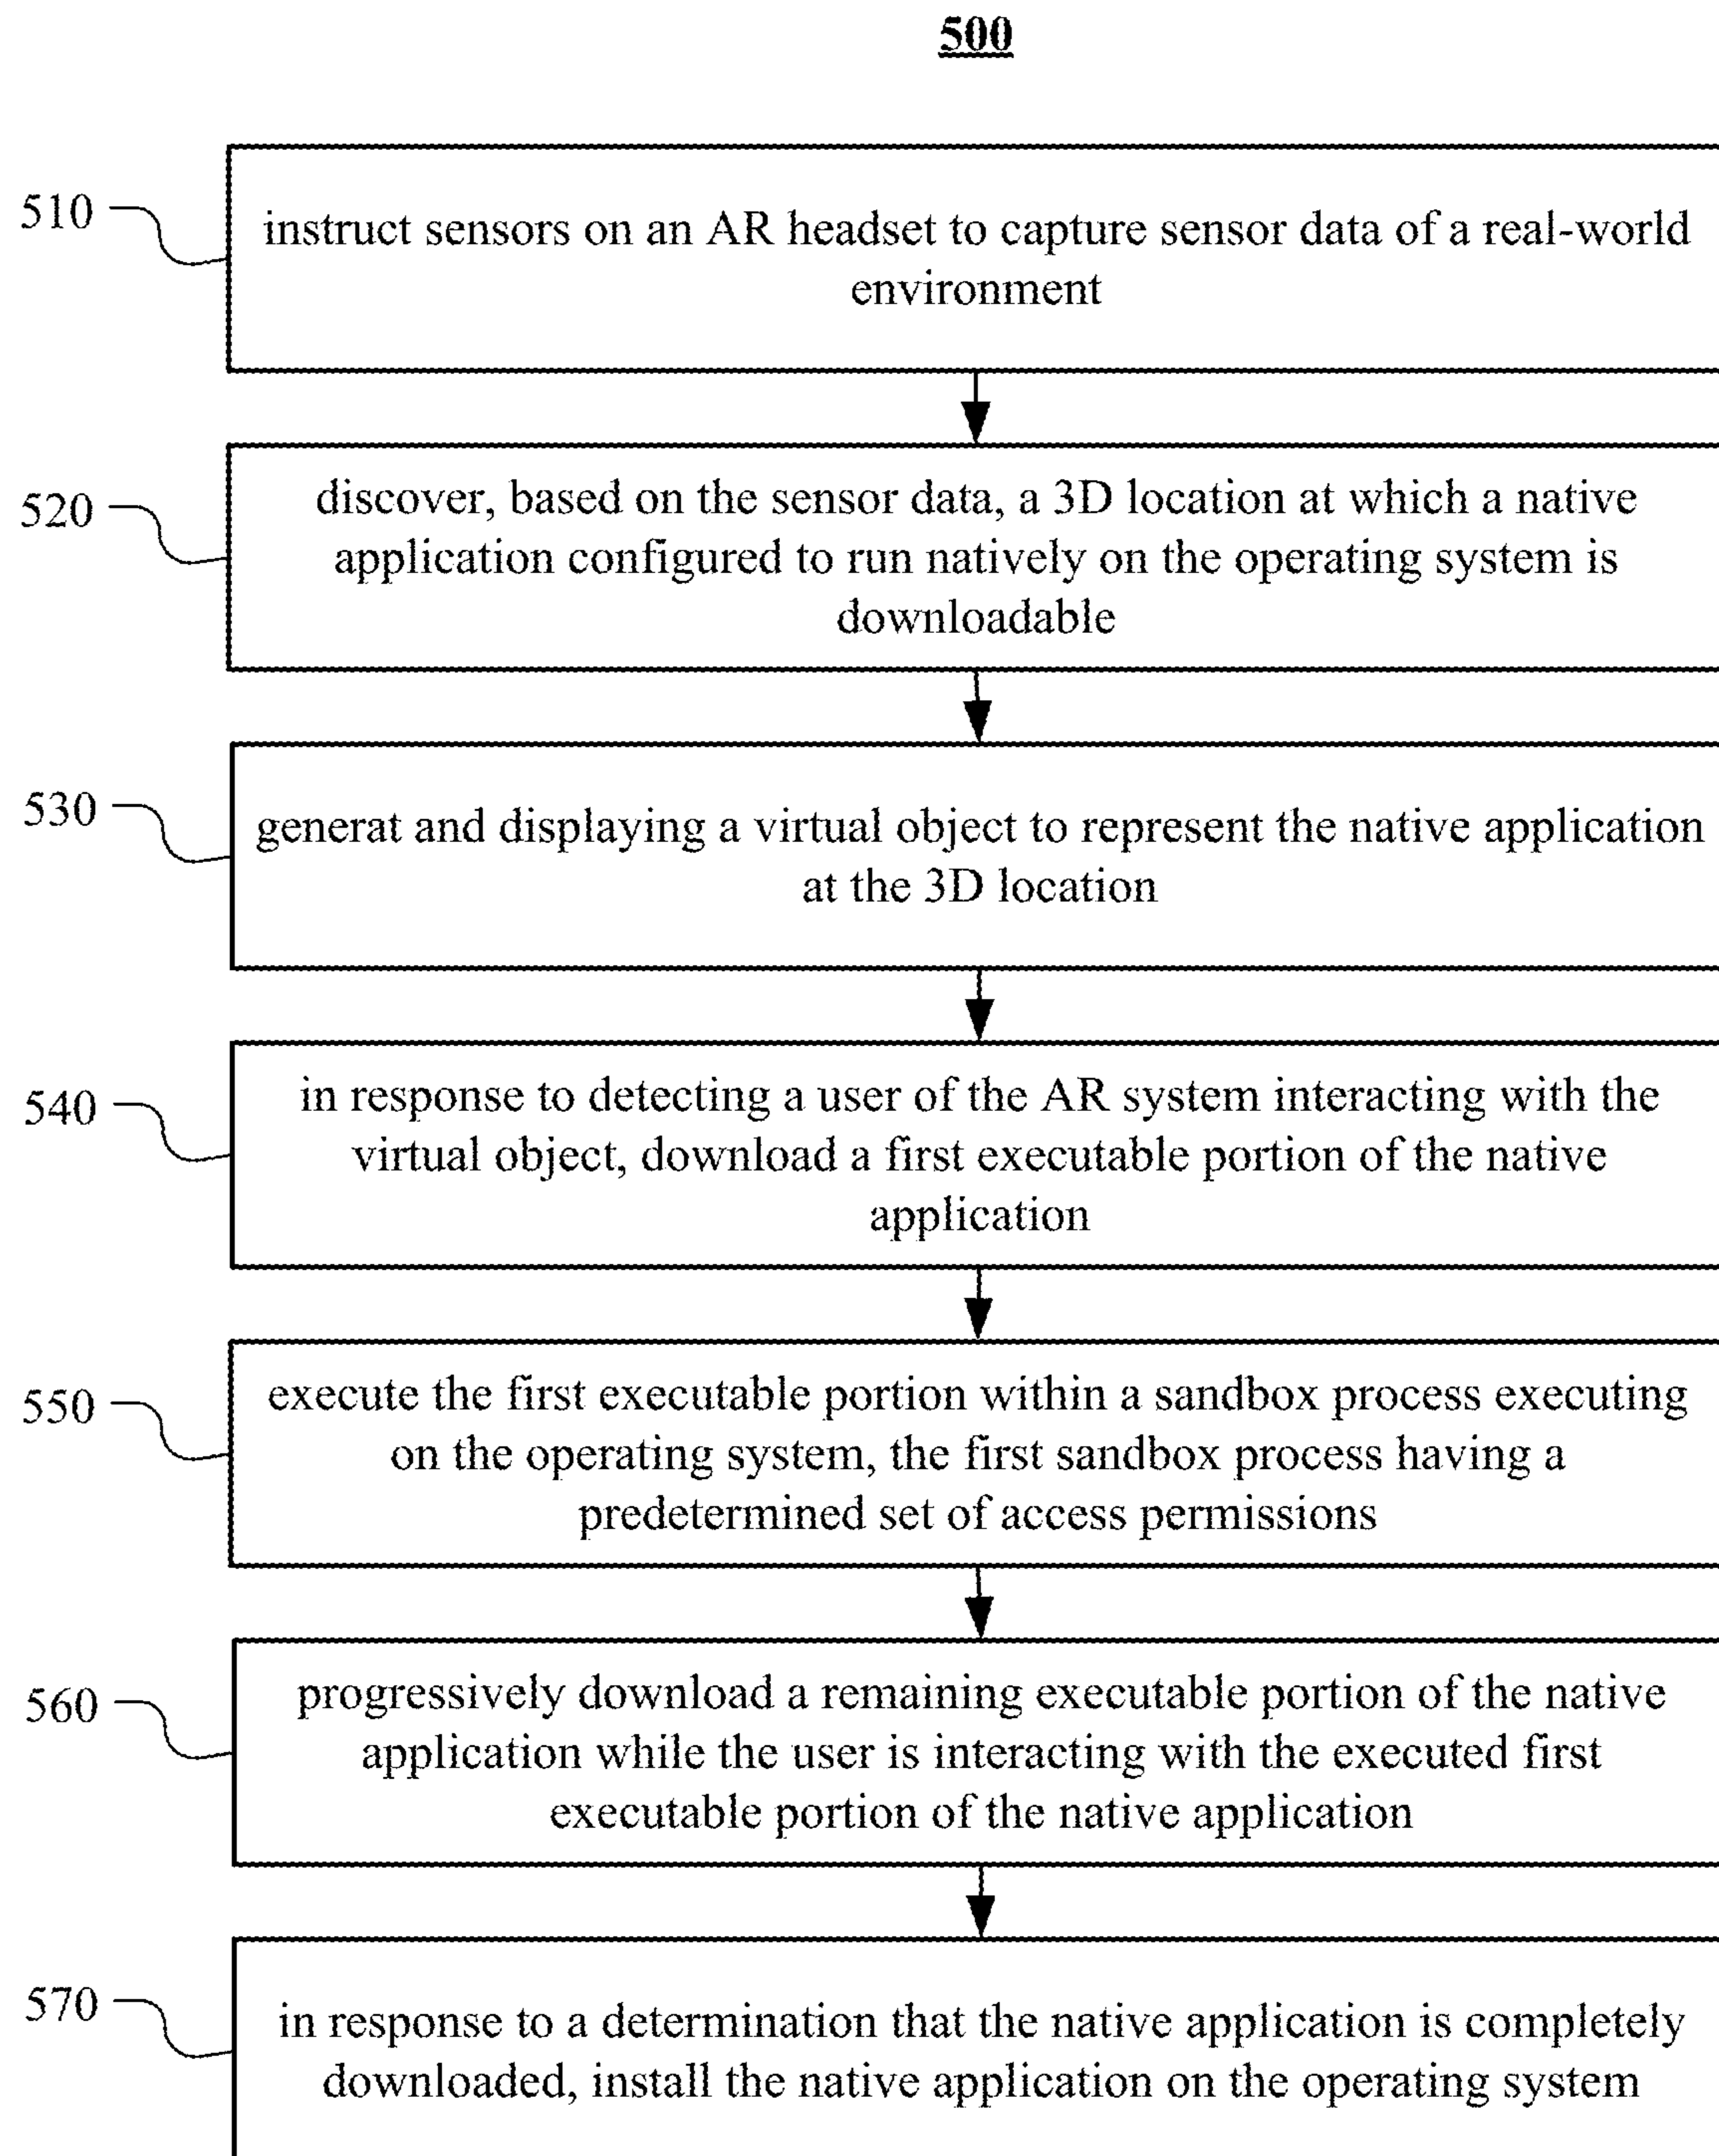 500
510
instruct sensors on an AR headset to capture sensor data of a real-world
environment
520
discover, based on the sensor data, a 3D location at which a native
application configured to run natively on the operating system is
downloadable
530
generat and displaying a virtual object to represent the native application
at the 3D location
540
in response to detecting a user of the AR system interacting with the
virtual object, download a first executable portion of the native
application
550
execute the first executable portion within a sandbox process executing
on the operating system, the first sandbox process having a
predetermined set of access permissions
560
progressively download a remaining executable portion of the native
application while the user is interacting with the executed first
executable portion of the native application
570
in response to a determination that the native application is completely
downloaded, install the native application on the operating system